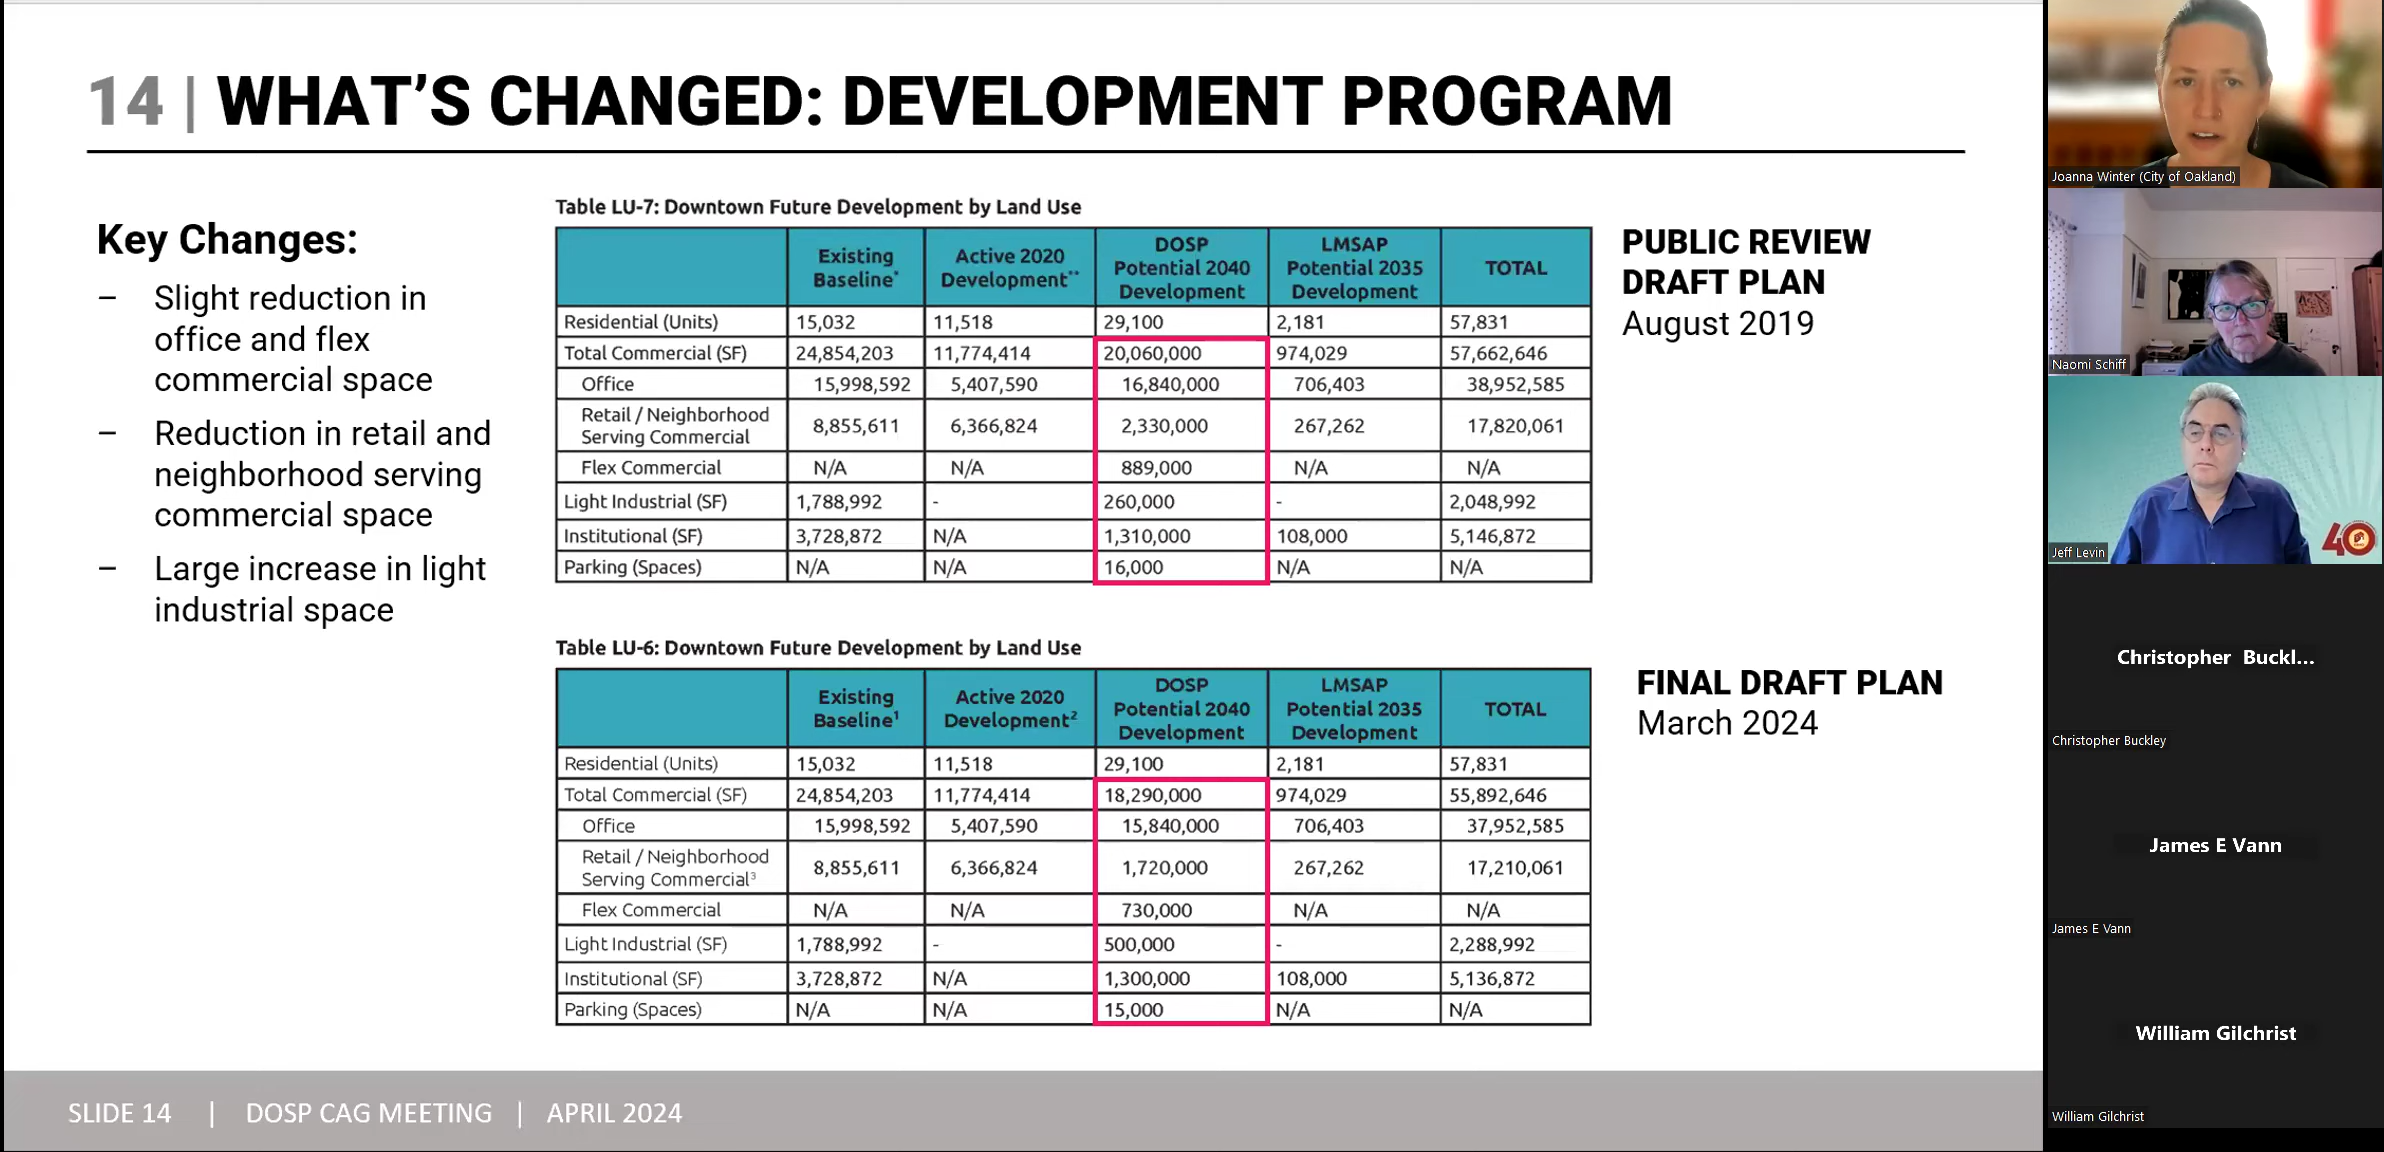 14 | WHAT'S CHANGED: DEVELOPMENT PROGRAM
Key Changes:
– Slight reduction in
office and flex
commercial space
– Reduction in retail and
neighborhood serving
commercial space
– Large increase in light
industrial space
Table LU-7: Downtown Future Development by Land Use
Existing Baseline* Active 2020 Development** DOSP Potential 2040 Development LMSAP Potential 2035 Development TOTAL
Residential (Units) 15,032 11,518 29,100 2,181 57,831
Total Commercial (SF) 24,854,203 11,774,414 20,060,000 974,029 57,662,646
Office 15,998,592 5,407,590 16,840,000 706,403 38,952,585
Retail / Neighborhood Serving Commercial 8,855,611 6,366,824 2,330,000 267,262 17,820,061
Flex Commercial N/A N/A 889,000 N/A N/A
Light Industrial (SF) 1,788,992 - 260,000 - 2,048,992
Institutional (SF) 3,728,872 N/A 1,310,000 108,000 5,146,872
Parking (Spaces) N/A N/A 16,000 N/A N/A
PUBLIC REVIEW
DRAFT PLAN
August 2019
Table LU-6: Downtown Future Development by Land Use
Existing Baseline¹ Active 2020 Development² DOSP Potential 2040 Development LMSAP Potential 2035 Development TOTAL
Residential (Units) 15,032 11,518 29,100 2,181 57,831
Total Commercial (SF) 24,854,203 11,774,414 18,290,000 974,029 55,892,646
Office 15,998,592 5,407,590 15,840,000 706,403 37,952,585
Retail / Neighborhood Serving Commercial³ 8,855,611 6,366,824 1,720,000 267,262 17,210,061
Flex Commercial N/A N/A 730,000 N/A N/A
Light Industrial (SF) 1,788,992 - 500,000 - 2,288,992
Institutional (SF) 3,728,872 N/A 1,300,000 108,000 5,136,872
Parking (Spaces) N/A N/A 15,000 N/A N/A
FINAL DRAFT PLAN
March 2024
SLIDE 14 | DOSP CAG MEETING | APRIL 2024
Joanna Winter (City of Oakland)
Naomi Schiff
40
Jeff Levin
Christopher Buckl...
Christopher Buckley
James E Vann
James E Vann
William Gilchrist
William Gilchrist